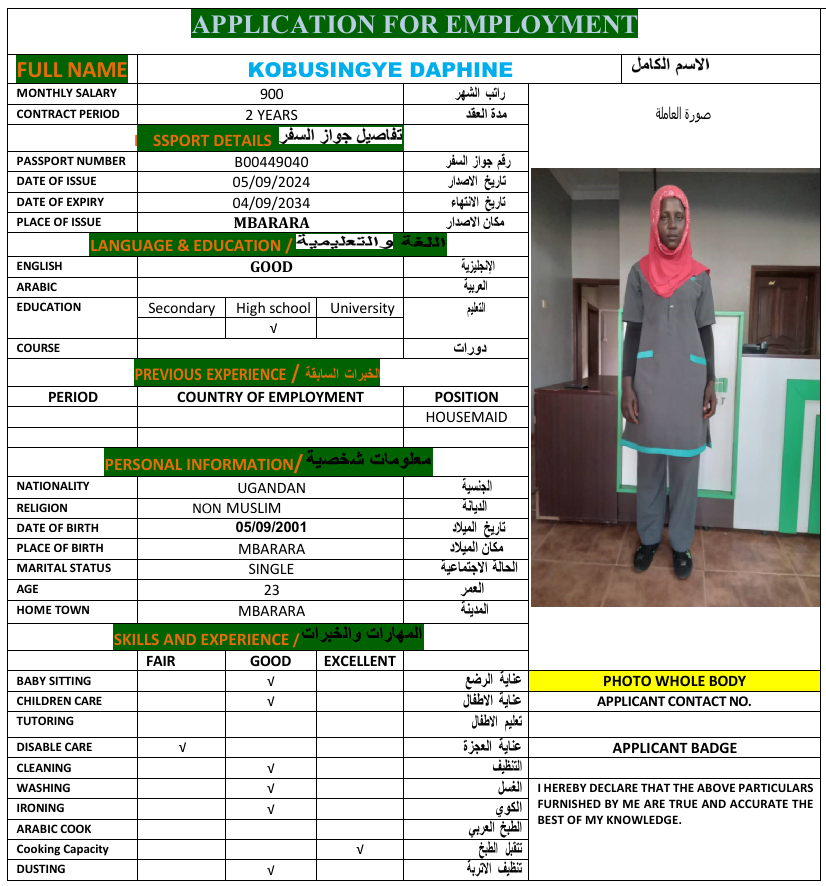 APPLICATION FOR EMPLOYMENT
FULL NAME KOBUSINGYE DAPHINE الاسم الكامل
MONTHLY SALARY 900 راتب الشهر
CONTRACT PERIOD 2 YEARS مدة العقد
صورة العاملة
SSPORT DETAILS تفاصيل جواز السفر
PASSPORT NUMBER B00449040 رقم جواز السفر
DATE OF ISSUE 05/09/2024 تاريخ الاصدار
DATE OF EXPIRY 04/09/2034 تاريخ الانتهاء
PLACE OF ISSUE MBARARA مكان الاصدار
LANGUAGE & EDUCATION / اللغة والتعليمية
ENGLISH GOOD الإنجليزية
ARABIC العربية
EDUCATION Secondary High school University التعليم
√
COURSE دورات
PREVIOUS EXPERIENCE / الخبرات السابقة
PERIOD COUNTRY OF EMPLOYMENT POSITION
HOUSEMAID
PERSONAL INFORMATION/ معلومات شخصية
NATIONALITY UGANDAN الجنسية
RELIGION NON MUSLIM الديانة
DATE OF BIRTH 05/09/2001 تاريخ الميلاد
PLACE OF BIRTH MBARARA مكان الميلاد
MARITAL STATUS SINGLE الحالة الاجتماعية
AGE 23 العمر
HOME TOWN MBARARA المدينة
SKILLS AND EXPERIENCE / المهارات والخبرات
FAIR GOOD EXCELLENT
BABY SITTING √ عناية الرضع
CHILDREN CARE √ عناية الاطفال
TUTORING تعليم الاطفال
DISABLE CARE √ عناية العجزة
CLEANING √ التنظيف
WASHING √ الغسل
IRONING √ الكوي
ARABIC COOK الطبخ العربي
Cooking Capacity √ تتقبل الطبخ
DUSTING √ تنظيف الاتربة
PHOTO WHOLE BODY
APPLICANT CONTACT NO.
APPLICANT BADGE
I HEREBY DECLARE THAT THE ABOVE PARTICULARS
FURNISHED BY ME ARE TRUE AND ACCURATE THE
BEST OF MY KNOWLEDGE.